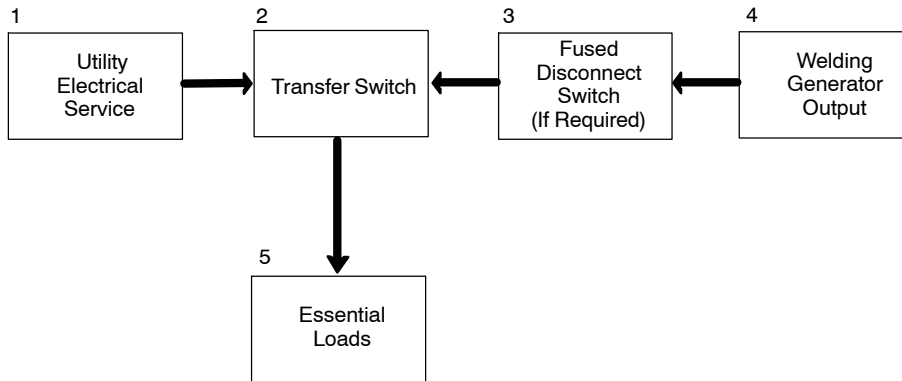 1
Utility
Electrical
Service
2
Transfer Switch
3
Fused
Disconnect
Switch
(If Required)
4
Welding
Generator
Output
5
Essential
Loads